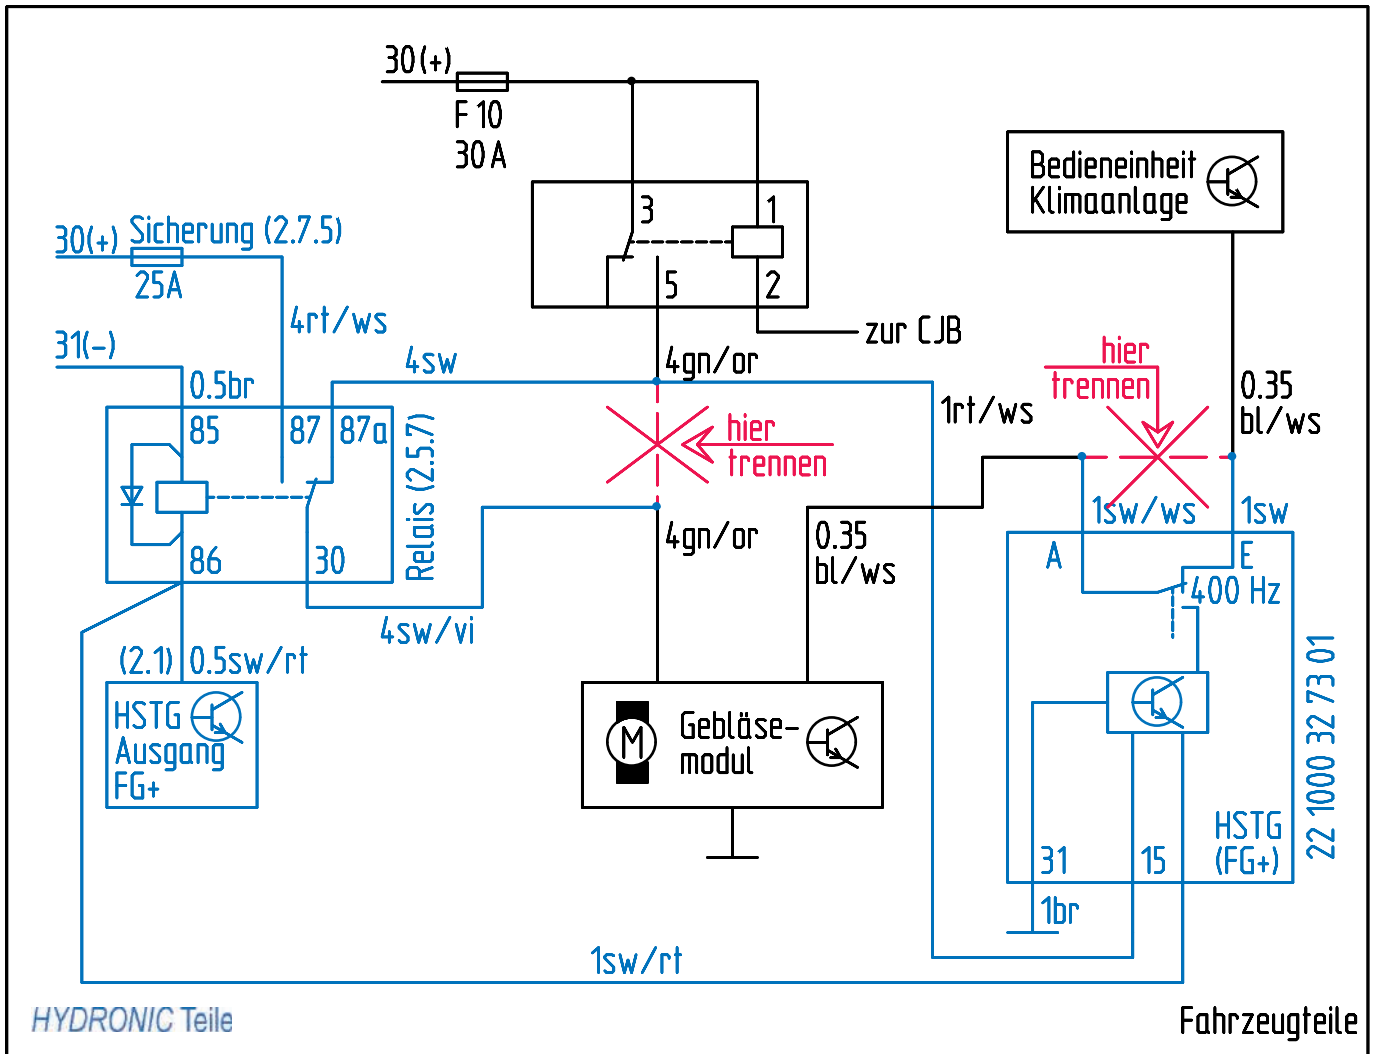 30(+)
F 10
30 A
Bedieneinheit
Klimaanlage
3
1
5
2
zur CJB
30(+)
Sicherung (2.7.5)
25A
4rt/ws
31(-)
0.5br
4sw
4gn/or
hier
trennen
0.35
bl/ws
1rt/ws
85
87
87a
Relais (2.5.7)
hier
trennen
1sw/ws
1sw
86
30
4gn/or
0.35
bl/ws
A
E
400 Hz
4sw/vi
(2.1)
0.5sw/rt
HSTG
Ausgang
FG+
M
Gebläse-
modul
22 1000 32 73 01
HSTG
(FG+)
31
15
1br
1sw/rt
HYDRONIC Teile
Fahrzeugteile